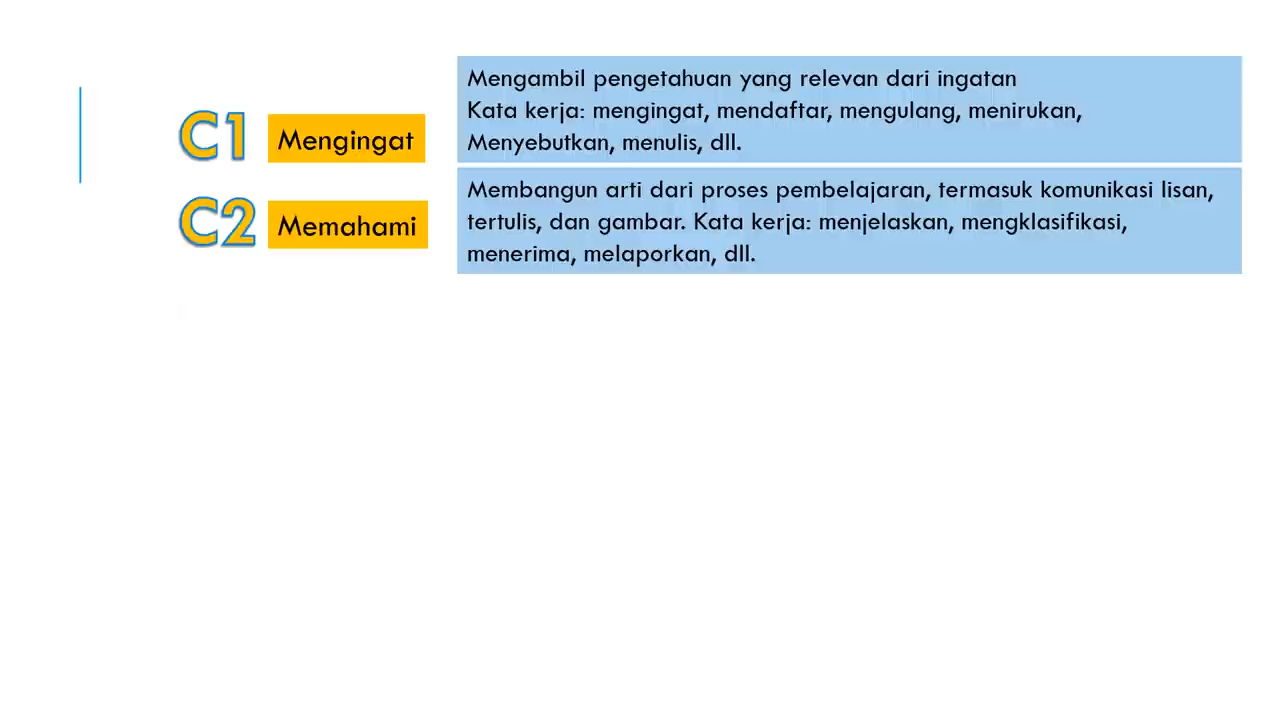 C1
Mengingat
Mengambil pengetahuan yang relevan dari ingatan
Kata kerja: mengingat, mendaftar, mengulang, menirukan,
Menyebutkan, menulis, dll.
C2
Memahami
Membangun arti dari proses pembelajaran, termasuk komunikasi lisan,
tertulis, dan gambar. Kata kerja: menjelaskan, mengklasifikasi,
menerima, melaporkan, dll.